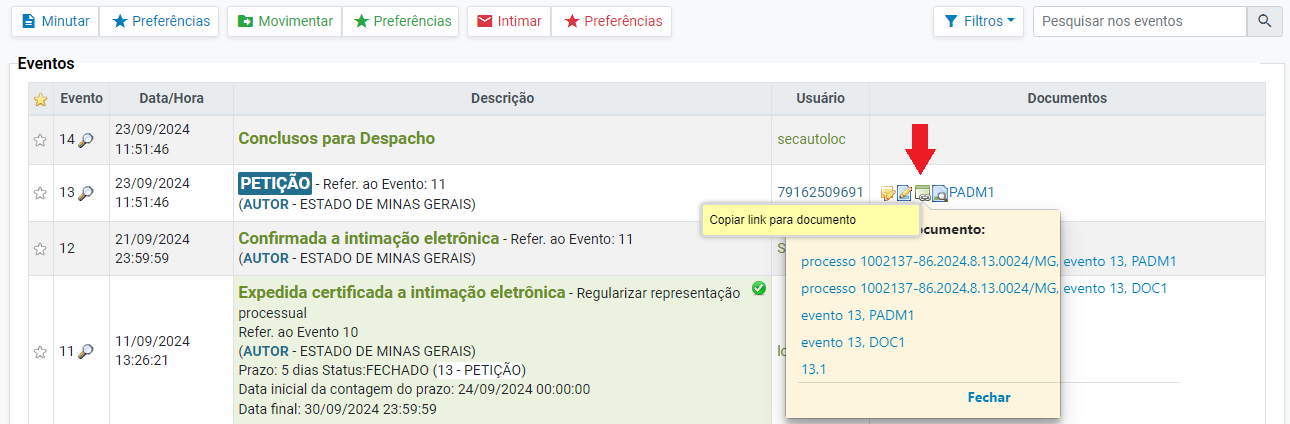 Minutar Preferências Movimentar Preferências Intimar Preferências Filtros Pesquisar nos eventos
Eventos
Evento Data/Hora Descrição Usuário Documentos
14 23/09/2024 11:51:46 Conclusos para Despacho secautoloc
13 23/09/2024 11:51:46 PETIÇÃO - Refer. ao Evento: 11 79162509691 PADM1
(AUTOR - ESTADO DE MINAS GERAIS)
Copiar link para documento
ocumento:
12 21/09/2024 23:59:59 Confirmada a intimação eletrônica - Refer. ao Evento: 11
(AUTOR - ESTADO DE MINAS GERAIS)
processo 1002137-86.2024.8.13.0024/MG, evento 13, PADM1
processo 1002137-86.2024.8.13.0024/MG, evento 13, DOC1
evento 13, PADM1
evento 13, DOC1
13.1
Fechar
11 11/09/2024 13:26:21 Expedida certificada a intimação eletrônica - Regularizar representação
processual
Refer. ao Evento 10
(AUTOR - ESTADO DE MINAS GERAIS)
Prazo: 5 dias Status:FECHADO (13 - PETIÇÃO)
Data inicial da contagem do prazo: 24/09/2024 00:00:00
Data final: 30/09/2024 23:59:59